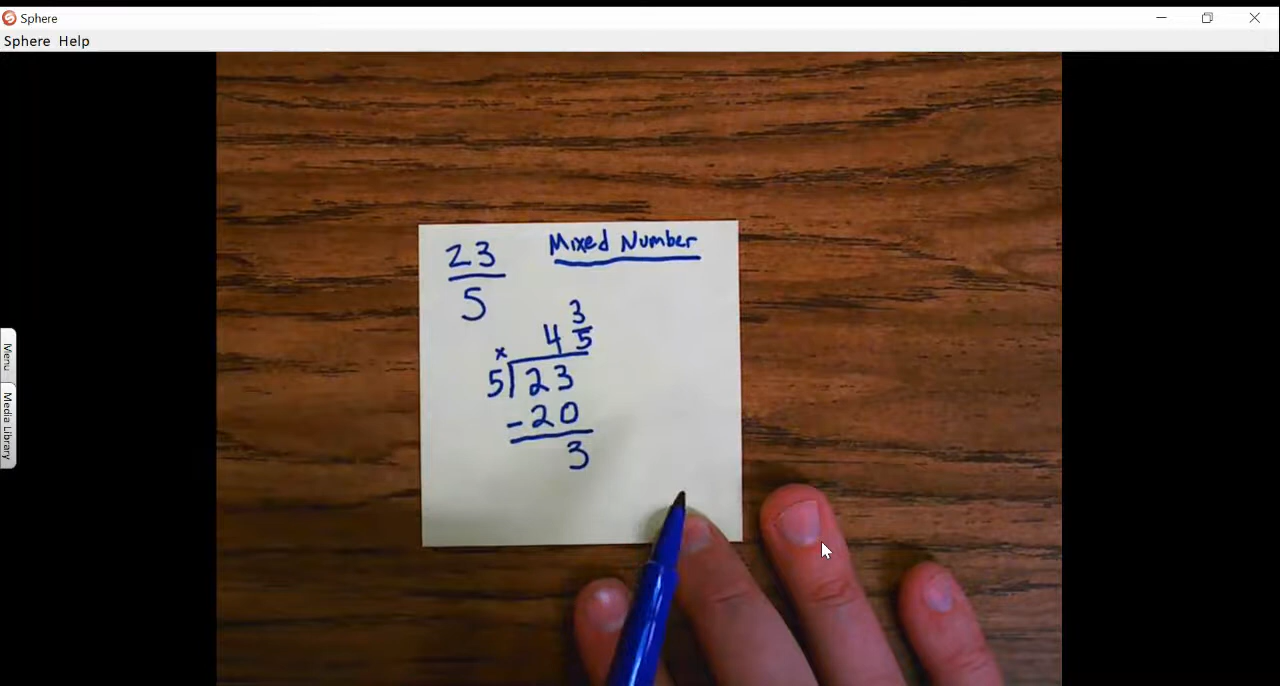 Sphere
Sphere Help
Menu
Media Library
23
5
Mixed Number
3
4 5
x
5 23
-20
3